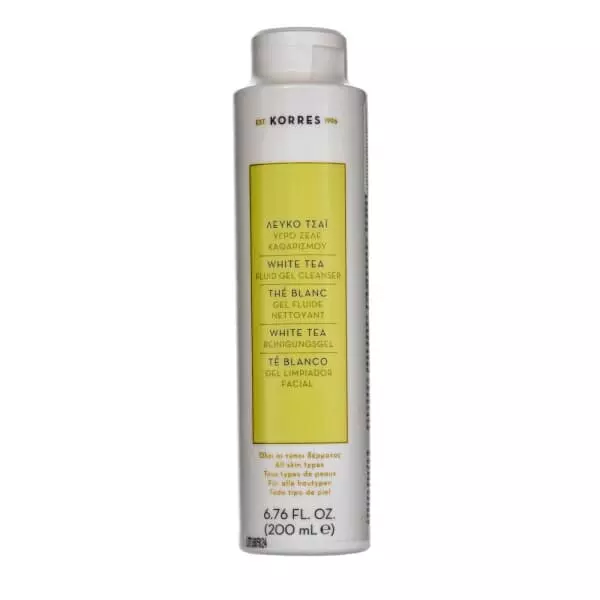 EST. KORRES 1996
ΛΕΥΚΟ ΤΣΑΪ
ΥΓΡΟ ΖΕΛΕ
ΚΑΘΑΡΙΣΜΟΥ
WHITE TEA
FLUID GEL CLEANSER
THÉ BLANC
GEL FLUIDE
NETTOYANT
WHITE TEA
REINIGUNGSGEL
TÉ BLANCO
GEL LIMPIADOR
FACIAL
Όλοι οι τύποι δέρματος
All skin types
Tous types de peaux
Für alle hauttypen
Todo tipo de piel
6.76 FL. OZ.
(200 mL ℮)